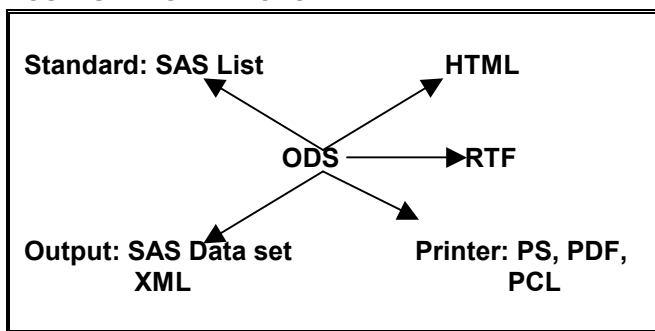 Standard: SAS List
HTML
ODS
RTF
Output: SAS Data set
XML
Printer: PS, PDF,
PCL